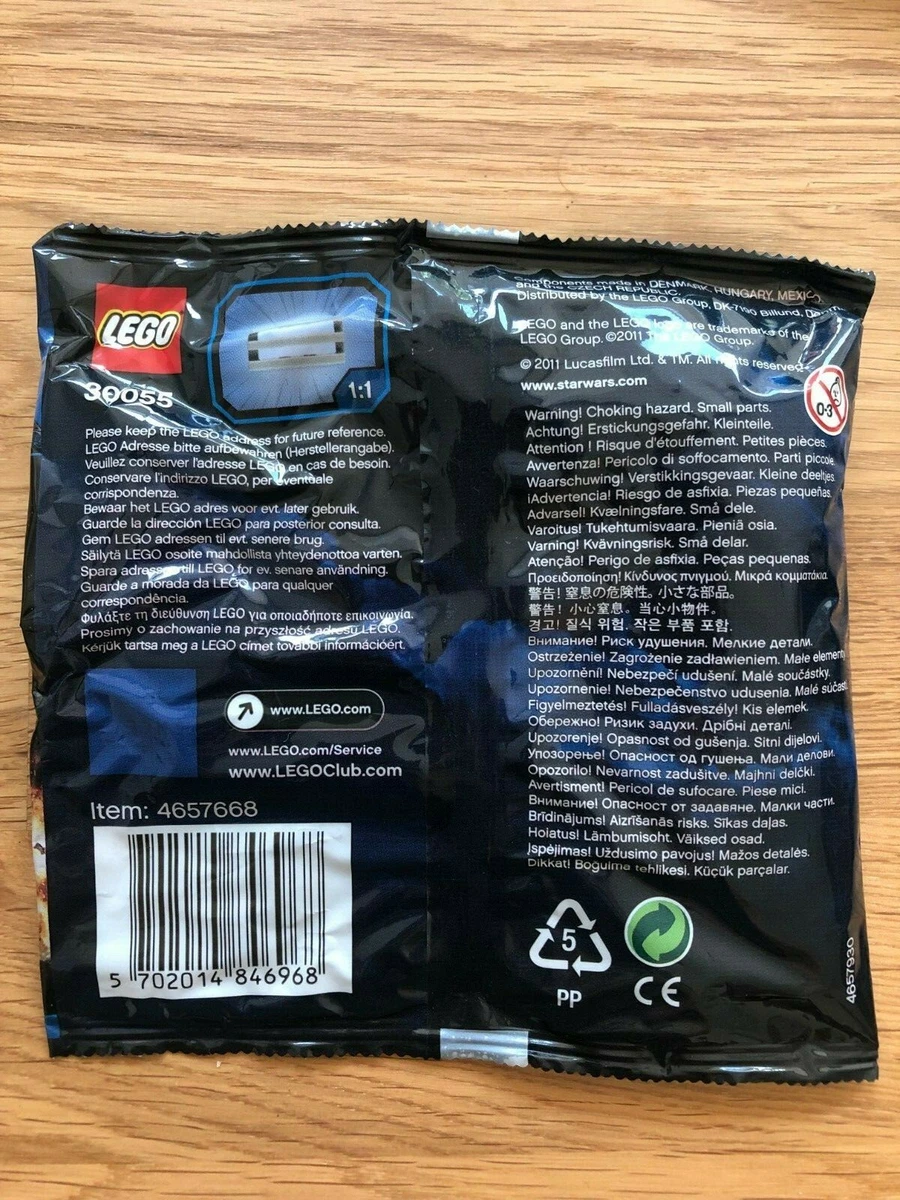 LEGO
30055
1:1
Please keep the LEGO address for future reference.
LEGO Adresse bitte aufbewahren (Herstellerangabe).
Veuillez conserver l'adresse LEGO en cas de besoin.
Conservare l'indirizzo LEGO, per eventuale
corrispondenza.
Bewaar het LEGO adres voor evt. later gebruik.
Guarde la dirección LEGO para posterior consulta.
Gem LEGO adressen til ev. senere brug.
Säilytä LEGO osoite mahdollista yhteydenottoa varten.
Spara adressen till LEGO for ev. senare användning.
Guarde a morada da LEGO para qualquer
correspondência.
Φυλάξτε τη διεύθυνση LEGO για οποιαδήποτε επικοινωνία.
Prosimy o zachowanie na przyszłość adresu LEGO.
Kérjük tartsa meg a LEGO címet további információért.
www.LEGO.com
www.LEGO.com/Service
www.LEGOClub.com
Item: 4657668
5 702014 846968
components made in DENMARK, HUNGARY, MEXICO
and the CZECH REPUBLIC.
Distributed by the LEGO Group, DK-7190 Billund,
LEGO and the LEGO logo are trademarks of the
LEGO Group. ©2011 The LEGO Group.
© 2011 Lucasfilm Ltd. & TM. All rights reserved.
www.starwars.com
0-3
Warning! Choking hazard. Small parts.
Achtung! Erstickungsgefahr. Kleinteile.
Attention ! Risque d'étouffement. Petites pièces.
Avvertenza! Pericolo di soffocamento. Parti piccole.
Waarschuwing! Verstikkingsgevaar. Kleine deeltjes.
¡Advertencia! Riesgo de asfixia. Piezas pequeñas.
Advarsel! Kvælningsfare. Små dele.
Varoitus! Tukehtumisvaara. Pieniä osia.
Varning! Kvävningsrisk. Små delar.
Atenção! Perigo de asfixia. Peças pequenas.
Προειδοποίηση! Κίνδυνος πνιγμού. Μικρά κομματάκια.
警告! 窒息の危険性。小さな部品。
警告! 小心窒息。当心小物件。
경고! 질식 위험. 작은 부품 포함.
Внимание! Риск удушения. Мелкие детали.
Ostrzeżenie! Zagrożenie zadławieniem. Małe elementy
Upozornění! Nebezpečí udušení. Malé součástky.
Upozornenie! Nebezpečenstvo udusenia. Malé súčast
Figyelmeztetés! Fulladásveszély! Kis elemek.
Обережно! Ризик задухи. Дрібні деталі.
Upozorenje! Opasnost od gušenja. Sitni dijelovi.
Упозорење! Опасност од гушења. Мали делови.
Opozorilo! Nevarnost zadušitve. Majhni delčki.
Avertisment! Pericol de sufocare. Piese mici.
Внимание! Опасност от задавяне. Малки части.
Brīdinājums! Aizrīšanās risks. Sīkas daļas.
Hoiatus! Lämbumisoht. Väiksed osad.
Įspėjimas! Uždusimo pavojus! Mažos detalės.
Dikkat! Boğulma tehlikesi. Küçük parçalar.
5
PP
CE
4657930